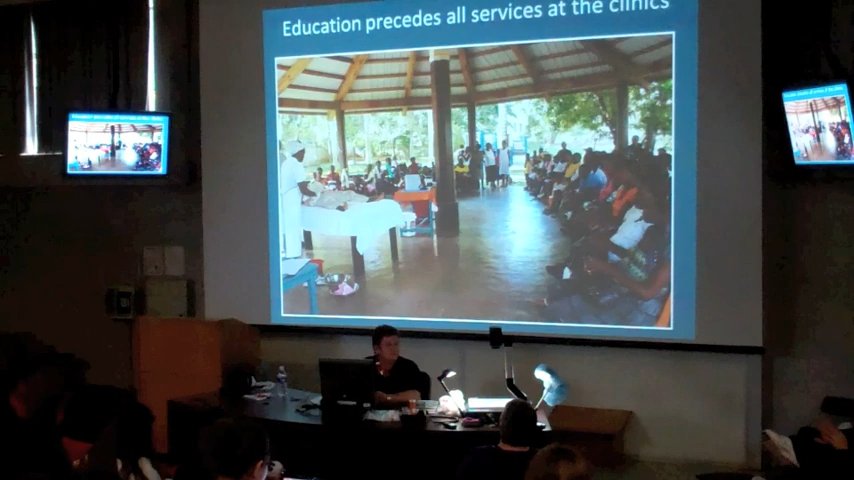 Education precedes all services at the clinics